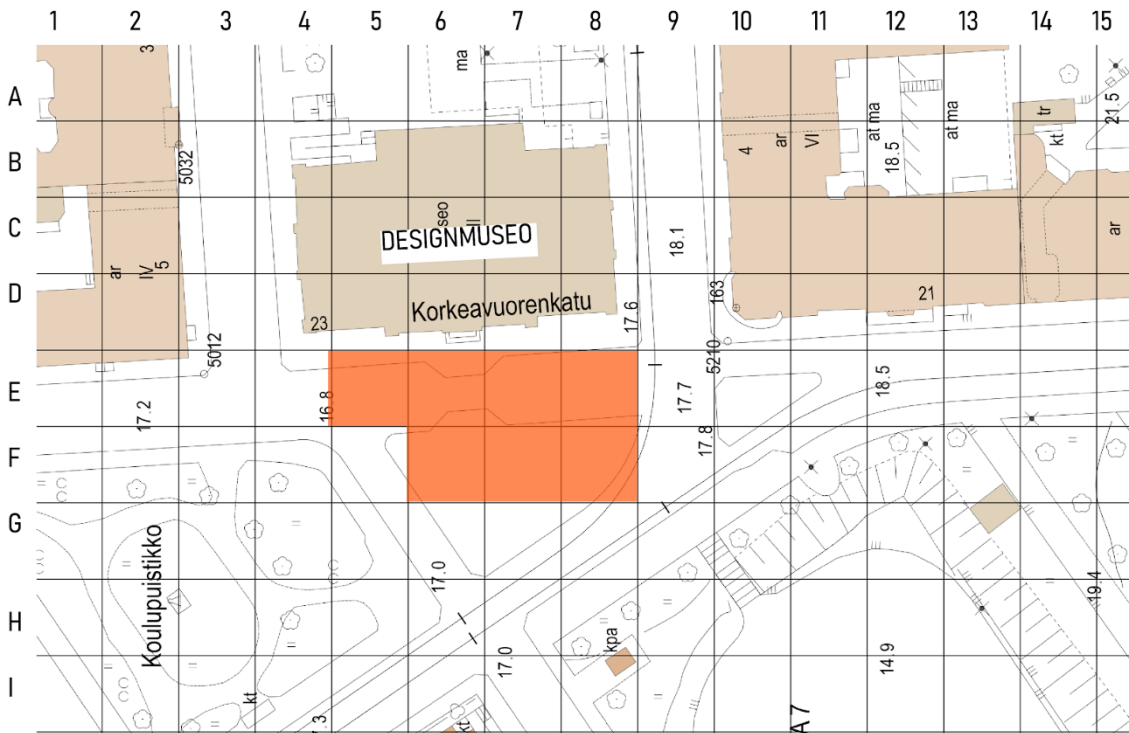 1 2 3 4 5 6 7 8 9 10 11 12 13 14 15
A
B
C
D
E
F
G
H
I
3
ma
5032
4
ar
VI
at ma
18.5
at ma
tr
kt
21.5
seo
DESIGNMUSEO
18.1
ar
IV
5
ar
Korkeavuorenkatu
23
17.6
163
21
5012
5210
16.8
17.2
17.7
17.8
18.5
Koulupuistikko
17.0
17.0
kpa
19.4
14.9
kt
7.3
kt
A 7